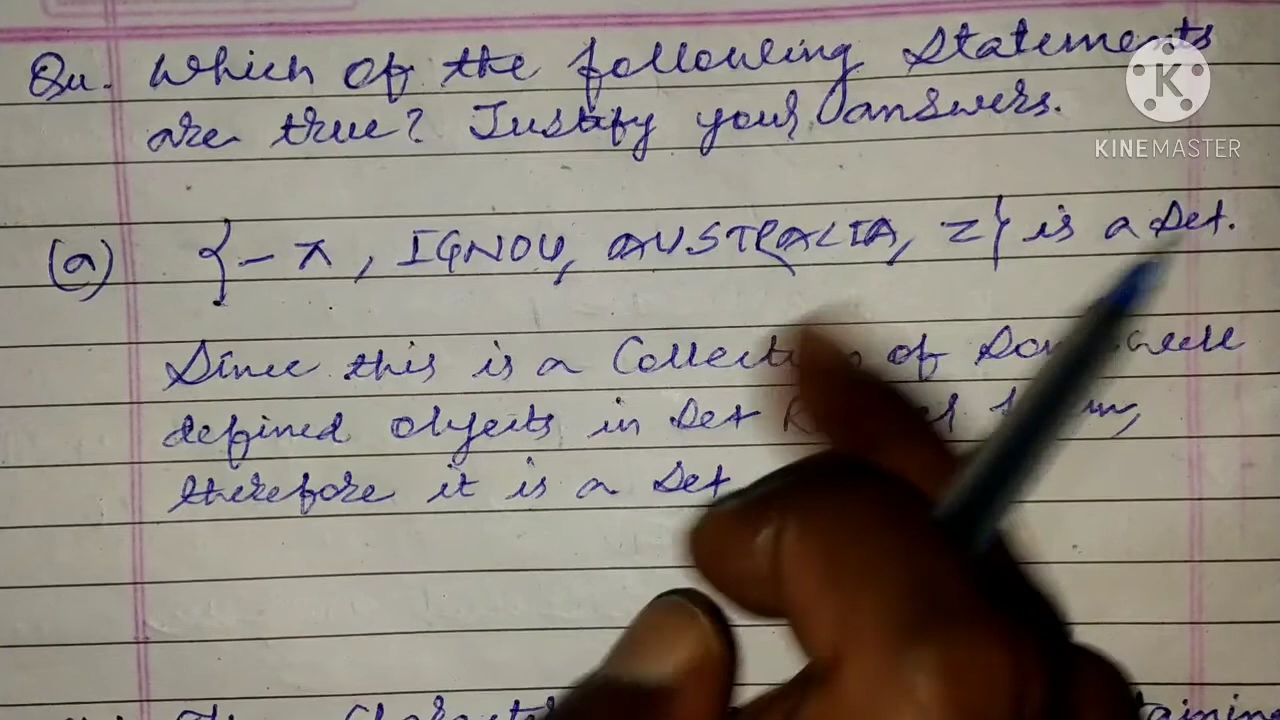 Qu. Which of the following statements
are true? Justify your answers.
(a) {-π, IGNOU, AUSTRALIA, Z} is a set.
Since this is a of
defined objects in set
therefore it is a set
The
K
KINEMASTER